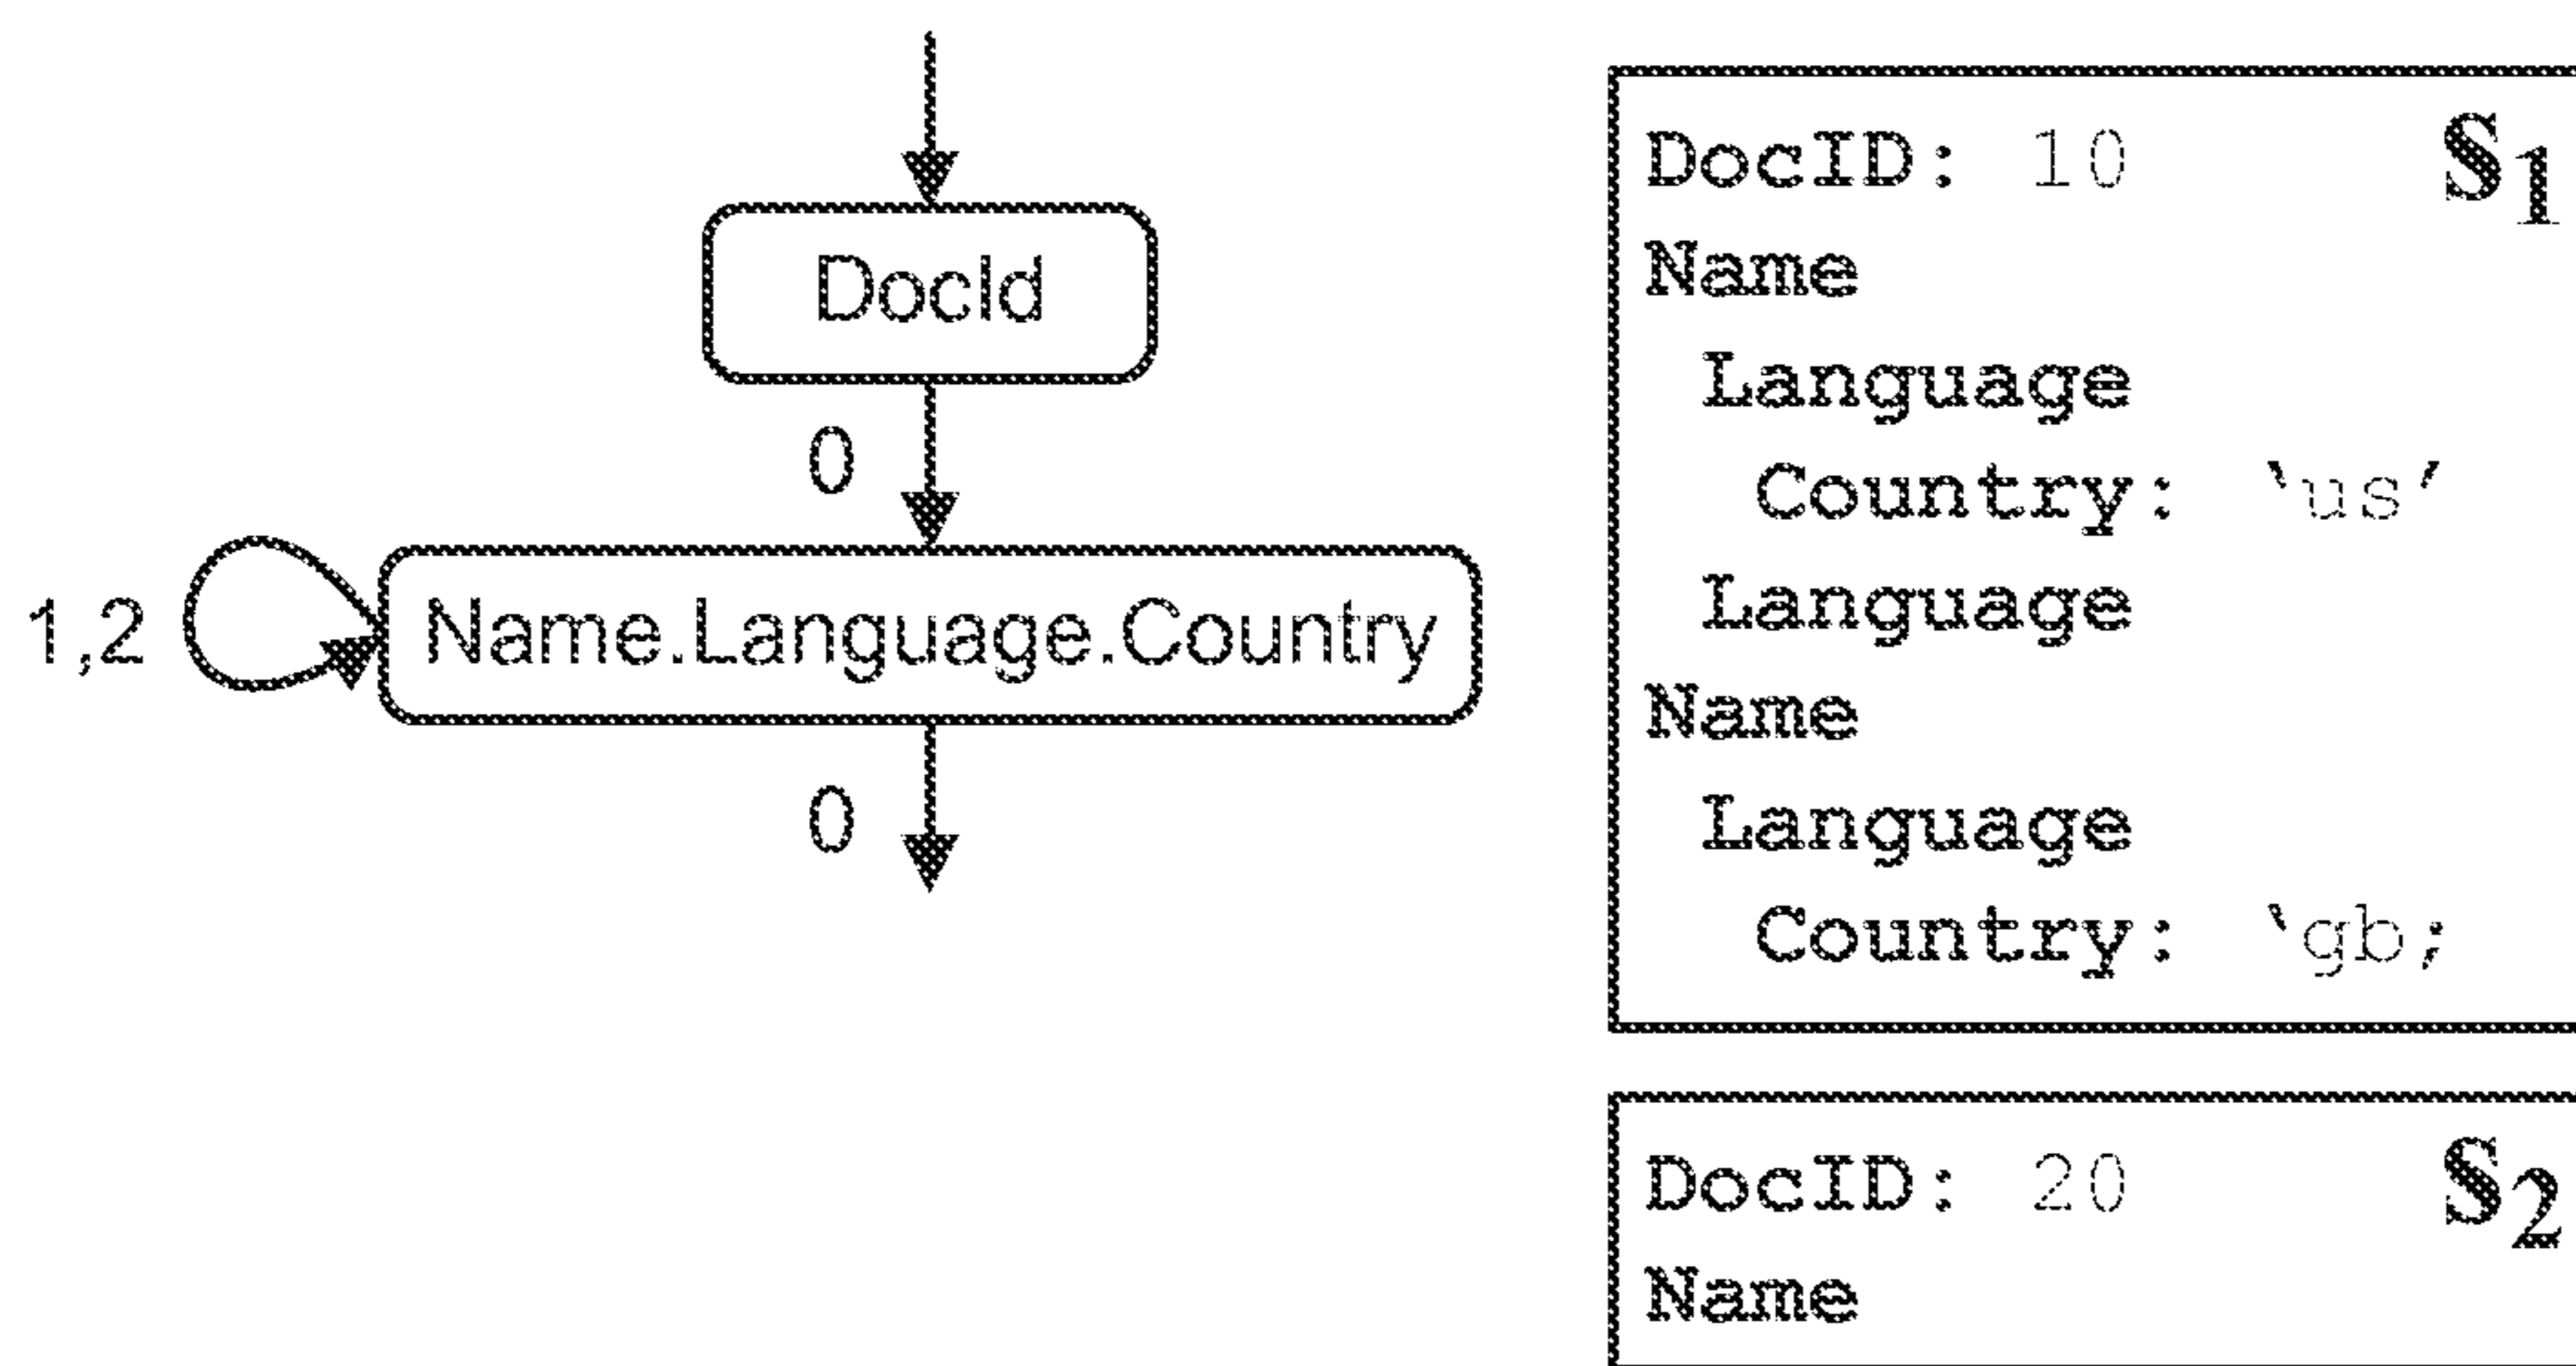 DocId
0
1,2
Name.Language.Country
0
DocID: 10 S1
Name
Language
Country: ‵us′
Language
Name
Language
Country: ‵gb;
DocID: 20 S2
Name